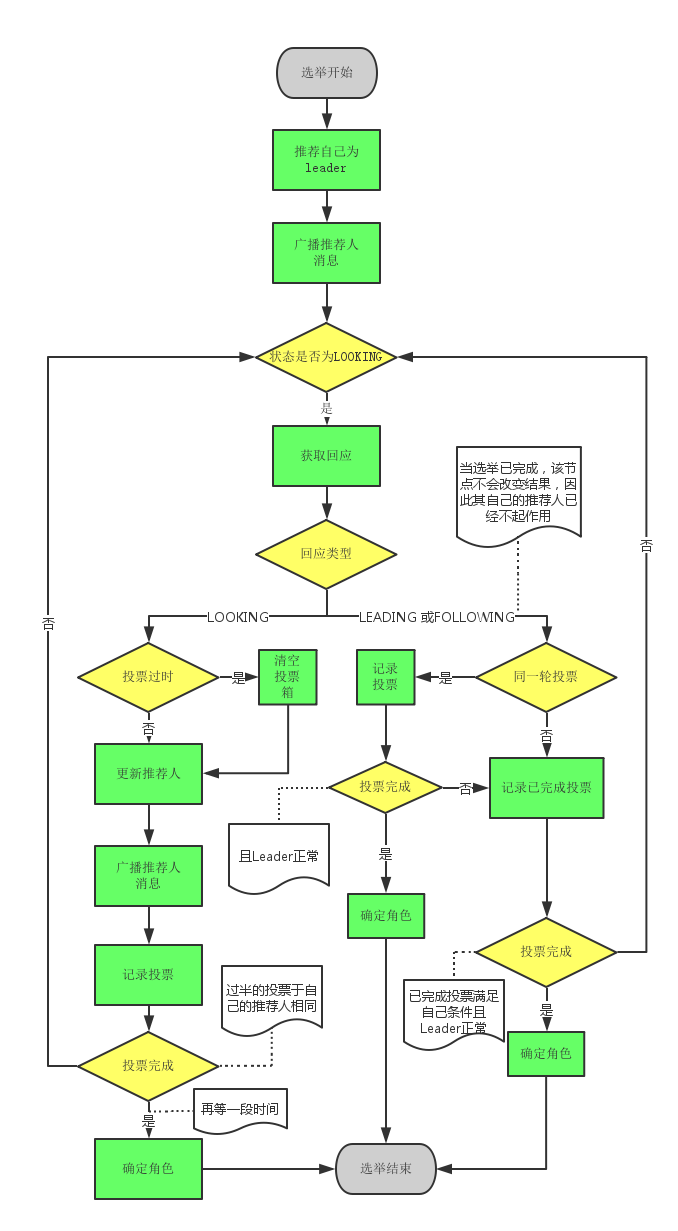 选举开始
推荐自己为
leader
广播推荐人
消息
状态是否为LOOKING
是
获取回应
当选举已完成，该节
点不会改变结果，因
此其自己的推荐人已
经不起作用
回应类型
否
LOOKING
LEADING 或FOLLOWING
否
投票过时
是
清空
投票
箱
记录
投票
是
同一轮投票
否
否
更新推荐人
投票完成
否
记录已完成投票
且Leader正常
是
广播推荐人
消息
确定角色
记录投票
投票完成
过半的投票于自
己的推荐人相同
已完成投票满足
自己条件且
Leader正常
是
投票完成
确定角色
再等一段时间
是
确定角色
选举结束